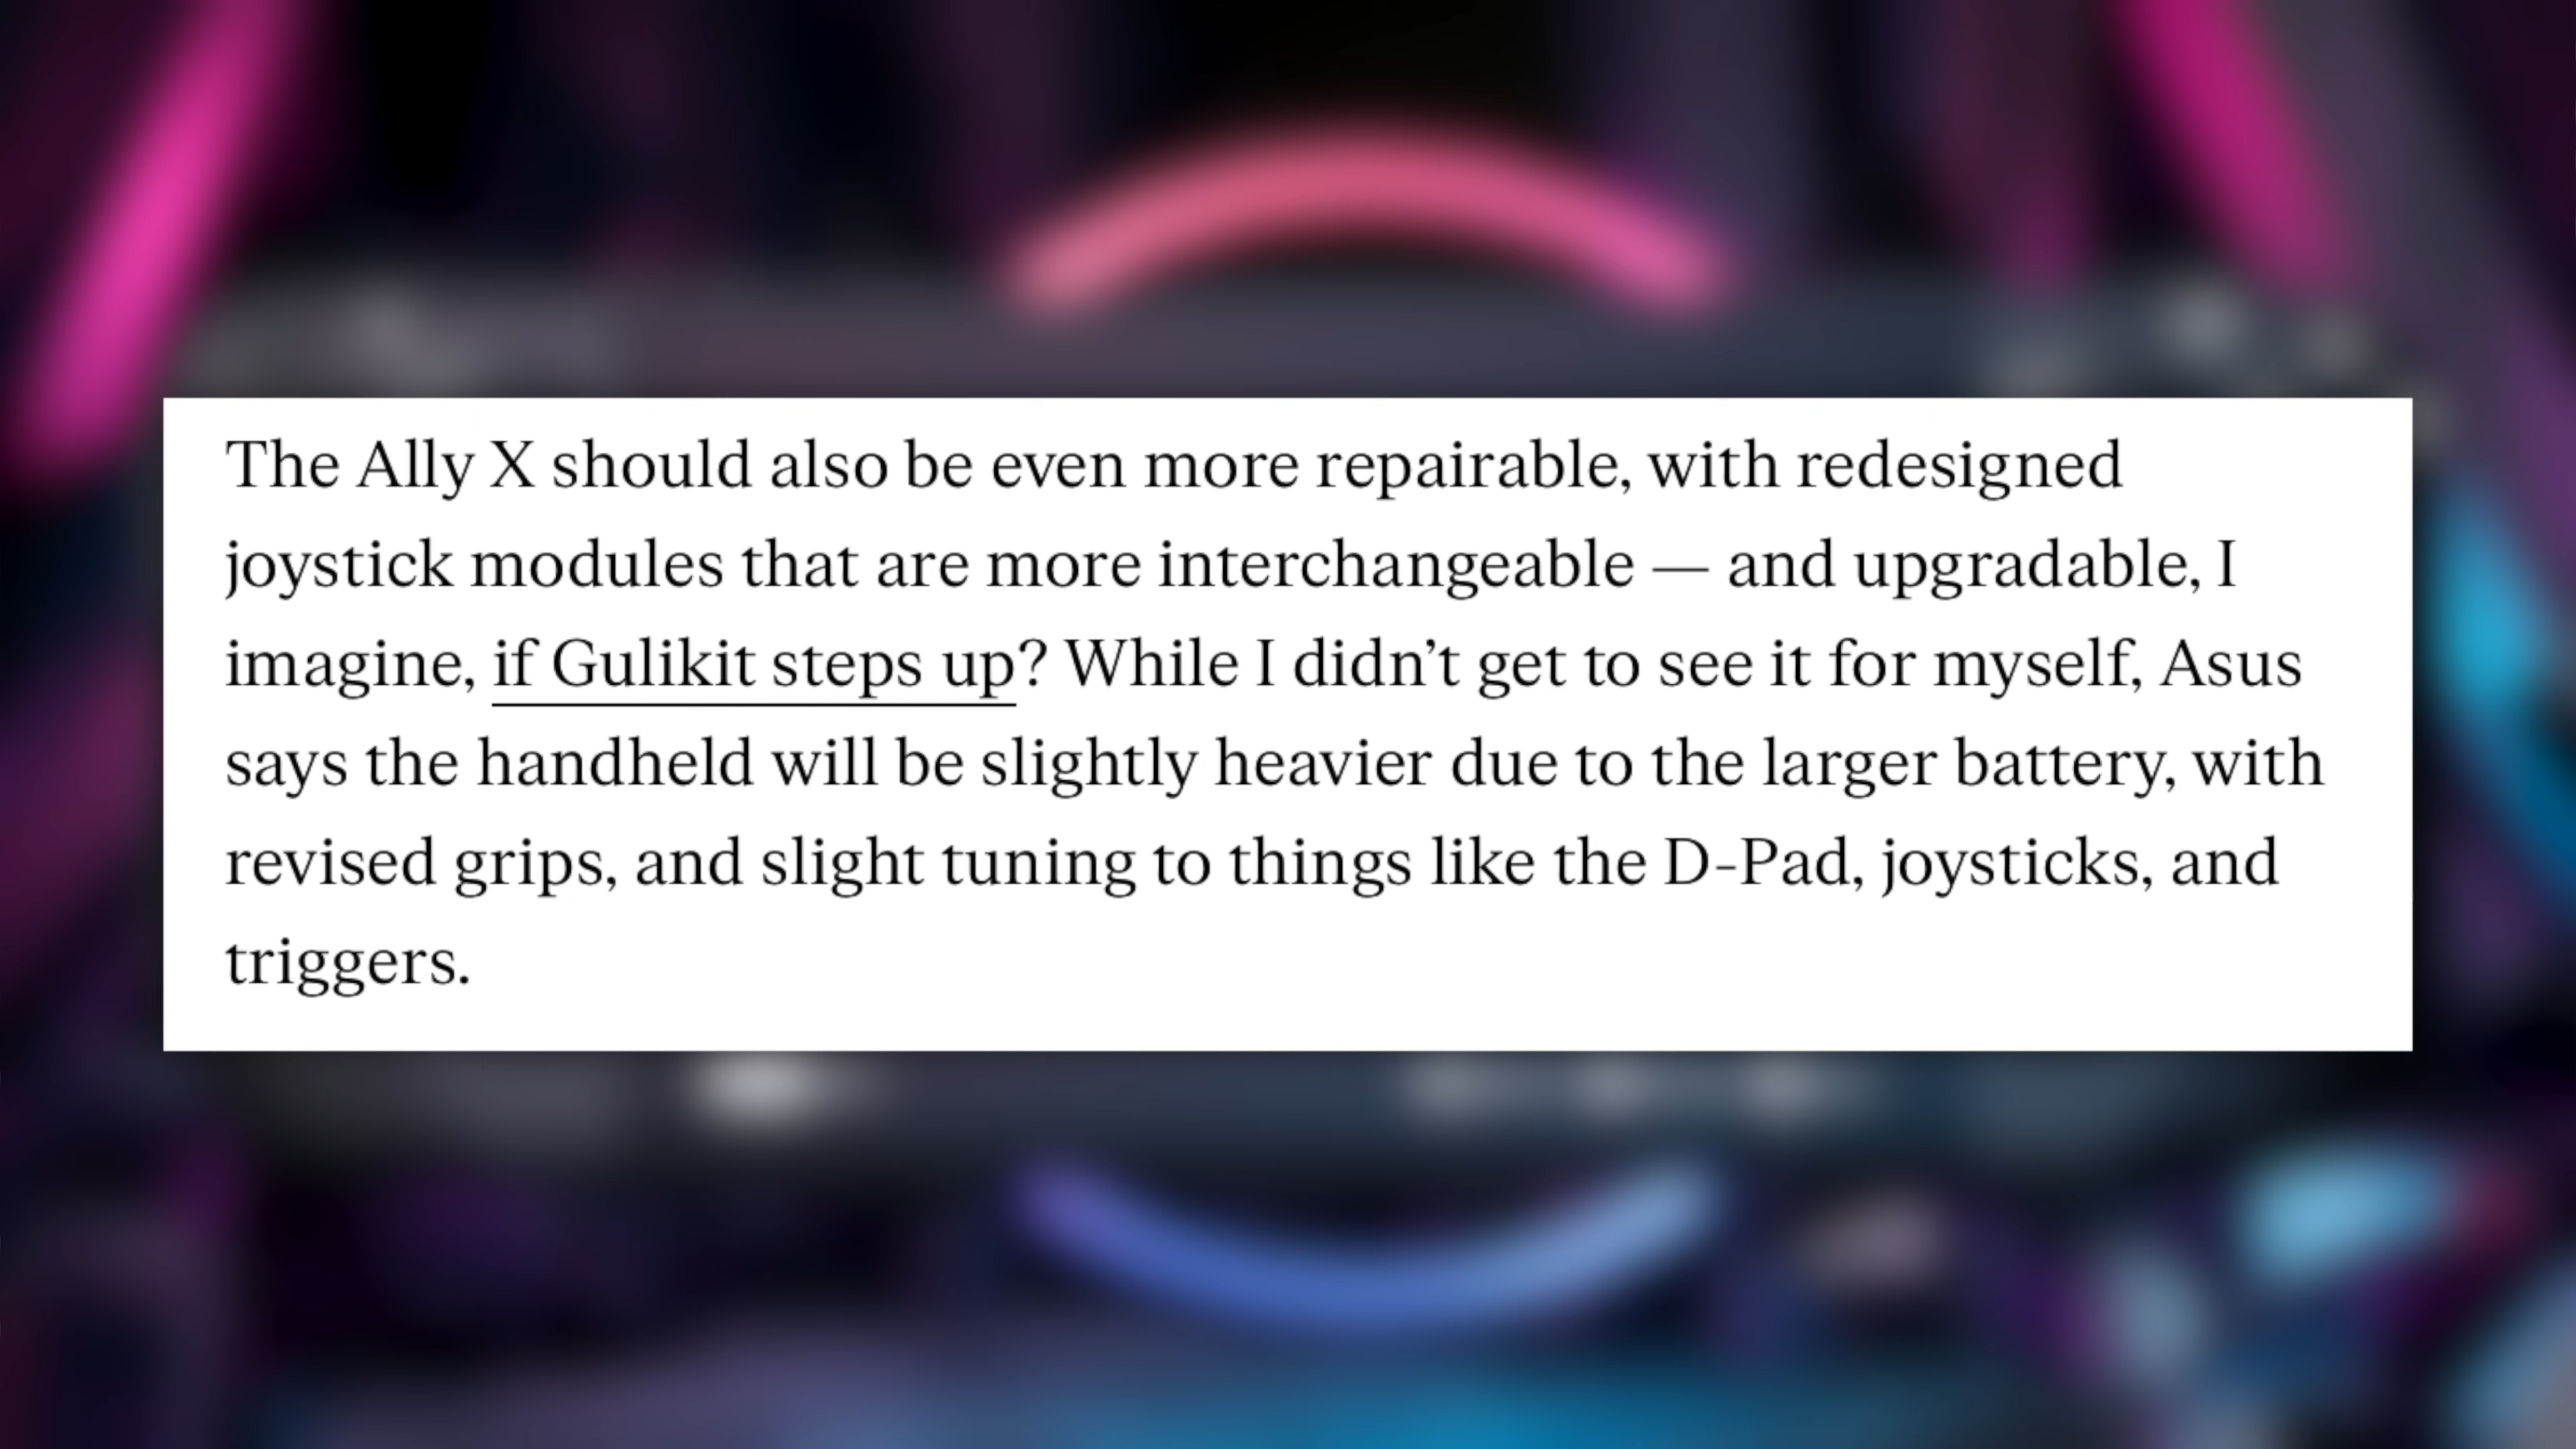 The Ally X should also be even more repairable, with redesigned
joystick modules that are more interchangeable — and upgradable, I
imagine, if Gulikit steps up? While I didn’t get to see it for myself, Asus
says the handheld will be slightly heavier due to the larger battery, with
revised grips, and slight tuning to things like the D-Pad, joysticks, and
triggers.